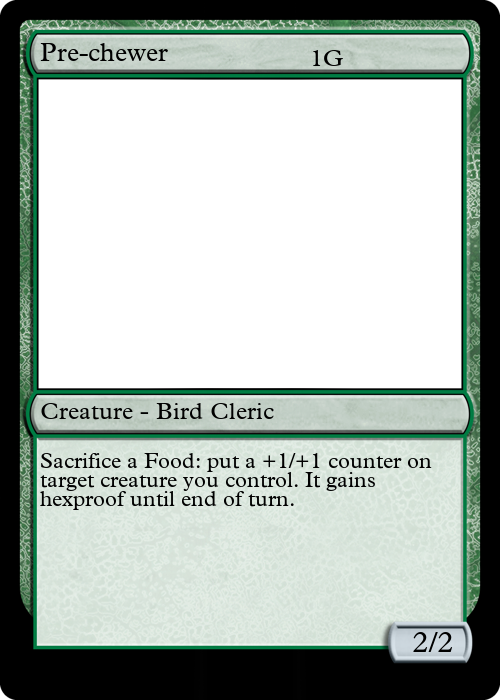 Pre-chewer 1G
Creature - Bird Cleric
Sacrifice a Food: put a +1/+1 counter on
target creature you control. It gains
hexproof until end of turn.
2/2